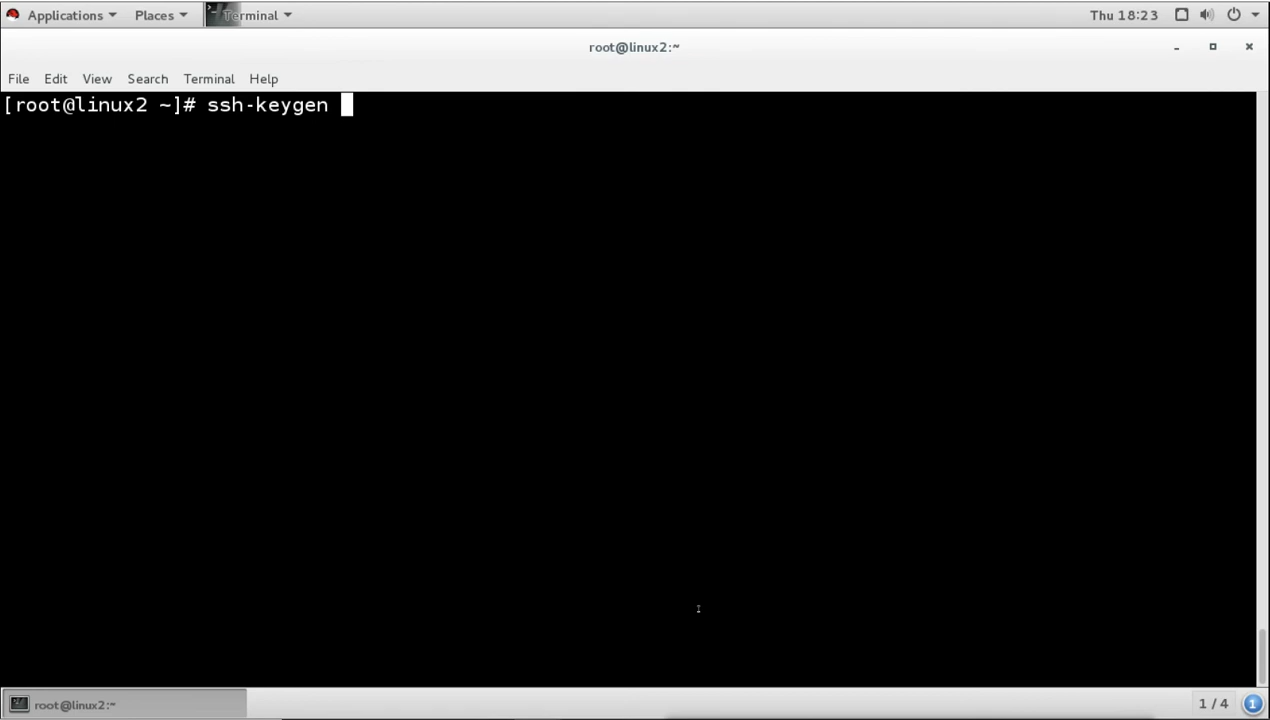 Applications Places Terminal Thu 18:23
root@linux2:~
File Edit View Search Terminal Help
[root@linux2 ~]# ssh-keygen
root@linux2:~ 1 / 4 1